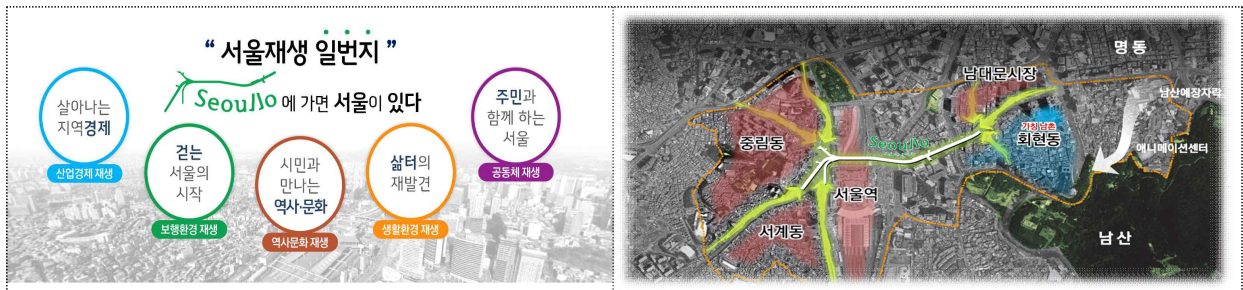 “ 서울재생 일번지 ”
Seoullo 에 가면 서울이 있다
살아나는
지역경제
산업경제 재생
걷는
서울의
시작
보행환경 재생
시민과
만나는
역사·문화
역사문화 재생
삶터의
재발견
생활환경 재생
주민과
함께 하는
서울
공동체 재생
명동
남대문시장
남산예장자락
중림동
Seoullo
가칭 남촌
회현동
애니메이션센터
서울역
서계동
남산